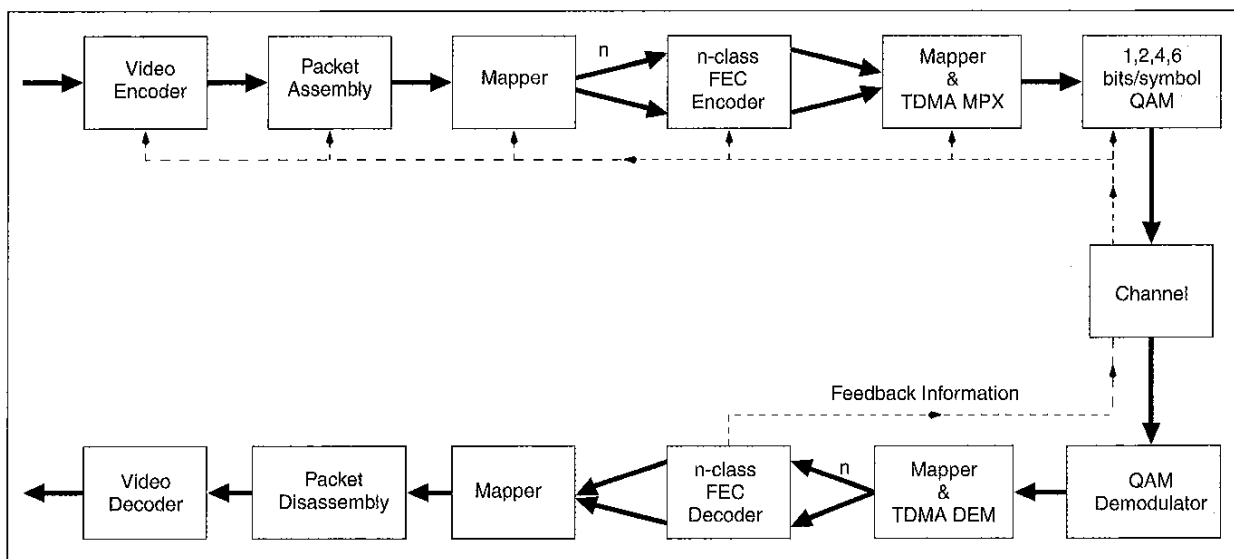 Video
Encoder
Packet
Assembly
Mapper
n
n-class
FEC
Encoder
Mapper
&
TDMA MPX
1,2,4,6
bits/symbol
QAM
Channel
Feedback Information
Video
Decoder
Packet
Disassembly
Mapper
n-class
FEC
Decoder
n
Mapper
&
TDMA DEM
QAM
Demodulator